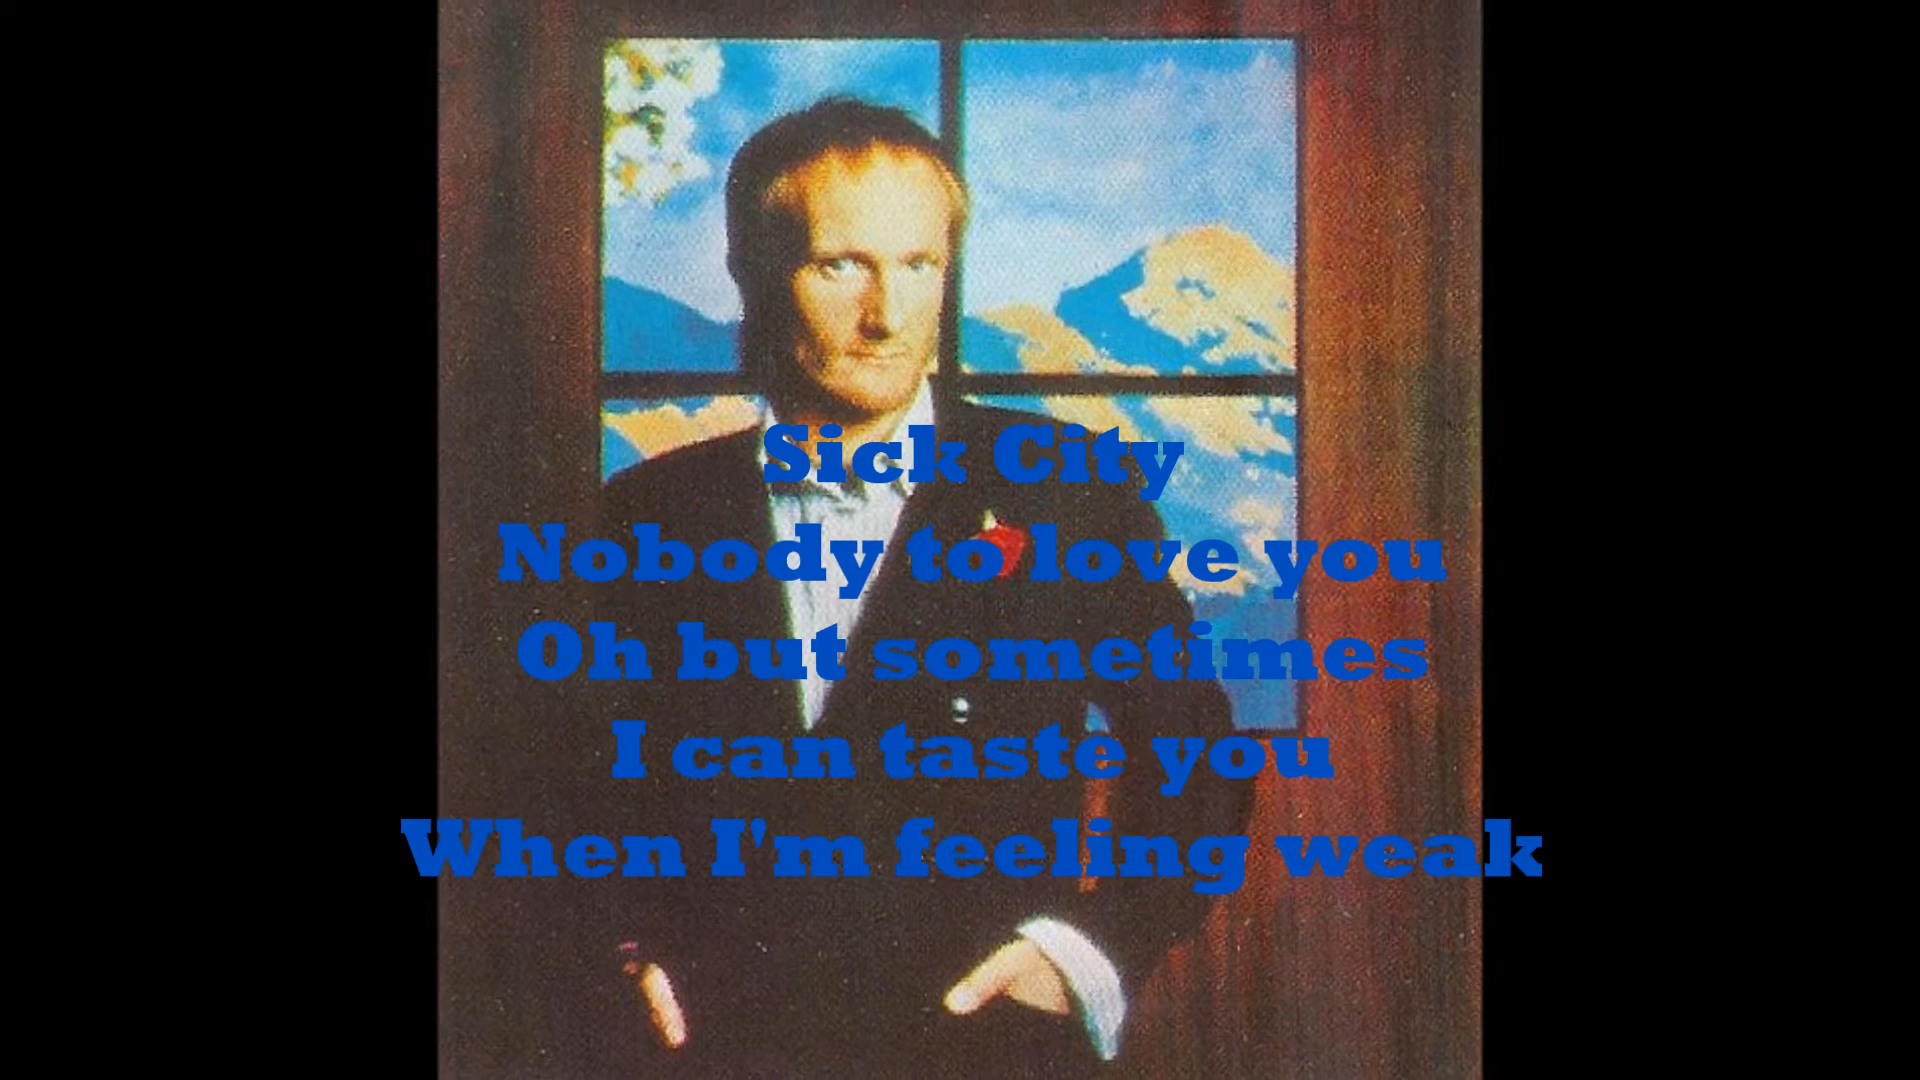 Sick City
Nobody to love you
Oh but sometimes
I can taste you
When I'm feeling weak